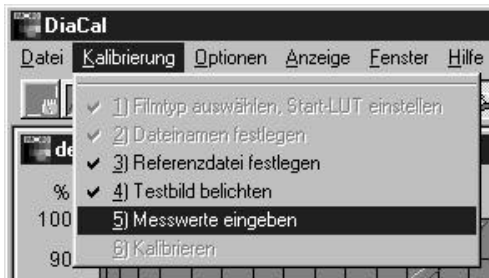 DiaCal
Datei Kalibrierung Optionen Anzeige Fenster Hilfe
✔ 1) Filmtyp auswählen, Start-LUT einstellen
✔ 2) Dateinamen festlegen
de
✔ 3) Referenzdatei festlegen
% ✔ 4) Testbild belichten
100 5) Messwerte eingeben
6) Kalibrieren
90